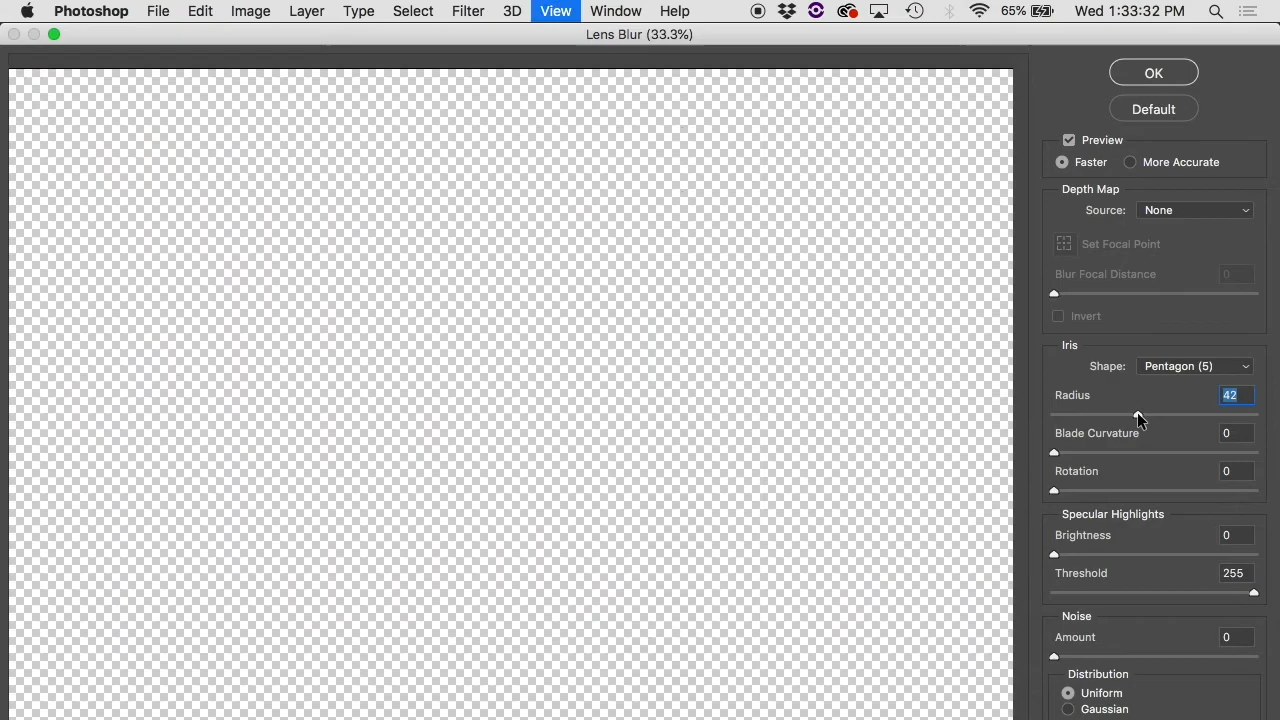 Photoshop File Edit Image Layer Type Select Filter 3D View Window Help 65% Wed 1:33:32 PM
Lens Blur (33.3%)
OK
Default
Preview
Faster More Accurate
Depth Map
Source: None
Set Focal Point
Blur Focal Distance 0
Invert
Iris
Shape: Pentagon (5)
Radius 42
Blade Curvature 0
Rotation 0
Specular Highlights
Brightness 0
Threshold 255
Noise
Amount 0
Distribution
Uniform
Gaussian